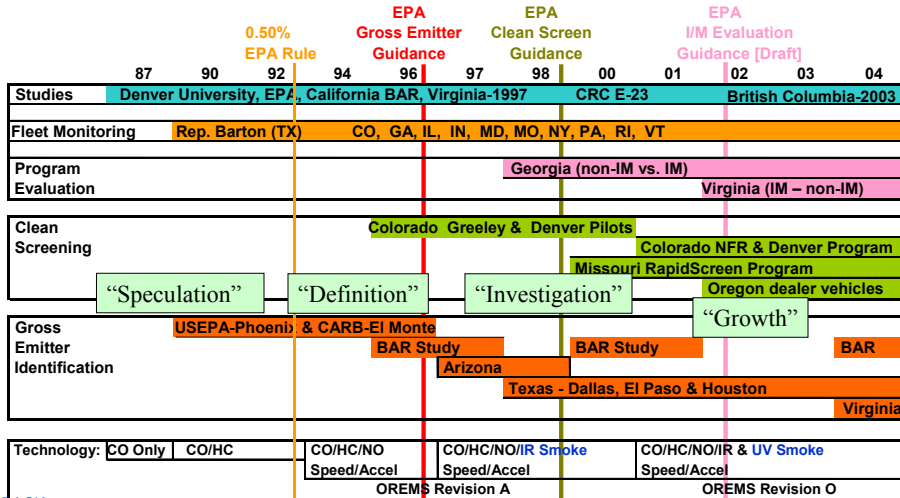 EPA
Gross Emitter
Guidance
EPA
Clean Screen
Guidance
EPA
I/M Evaluation
Guidance [Draft]
0.50%
EPA Rule
87 90 92 94 96 97 98 00 01 02 03 04
Studies
Denver University, EPA, California BAR, Virginia-1997 CRC E-23 British Columbia-2003
Fleet Monitoring
Rep. Barton (TX) CO, GA, IL, IN, MD, MO, NY, PA, RI, VT
Program
Evaluation
Georgia (non-IM vs. IM)
Virginia (IM – non-IM)
Clean
Screening
Colorado Greeley & Denver Pilots
Colorado NFR & Denver Program
Missouri RapidScreen Program
Oregon dealer vehicles
“Speculation” “Definition” “Investigation”
“Growth”
Gross
Emitter
Identification
USEPA-Phoenix & CARB-El Monte
BAR Study BAR Study BAR
Arizona
Texas - Dallas, El Paso & Houston
Virginia
Technology: CO Only CO/HC
CO/HC/NO
Speed/Accel
CO/HC/NO/IR Smoke
Speed/Accel
CO/HC/NO/IR & UV Smoke
Speed/Accel
OREMS Revision A OREMS Revision O